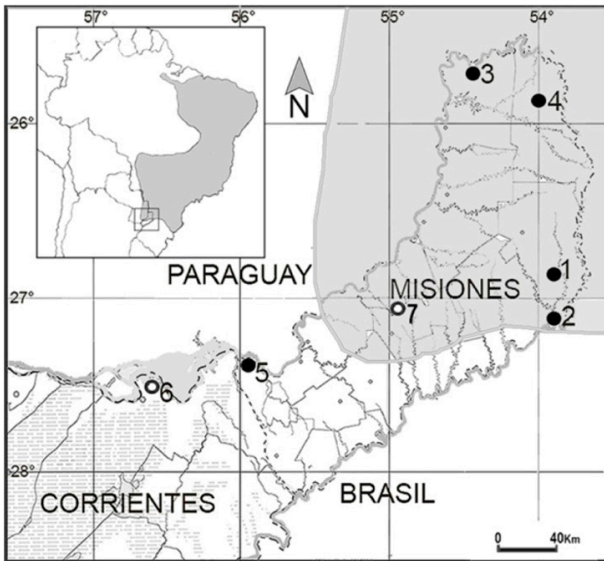 57° 56° 55° 54°
N
3
4
26°
PARAGUAY
1
27°
MISIONES
7
2
5
6
28°
CORRIENTES
BRASIL
0 40Km